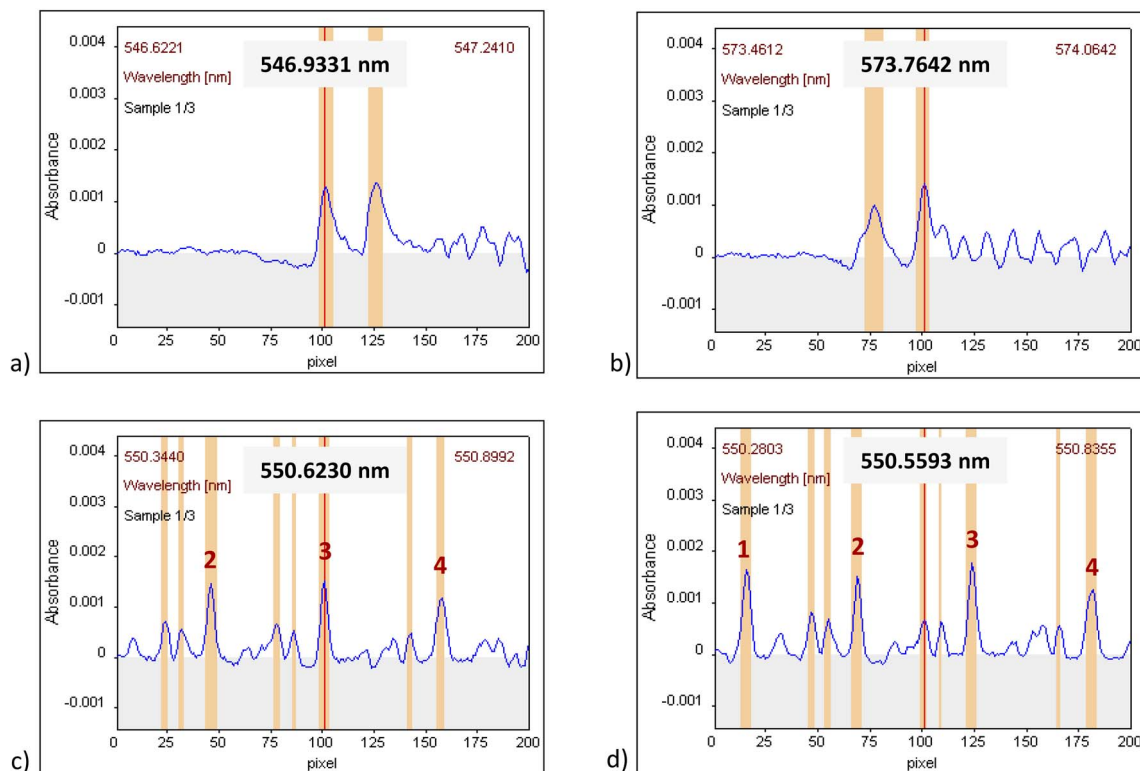 0.004
546.6221
547.2410
546.9331 nm
Wavelength [nm]
0.003
Sample 1/3
0.002
Absorbance
0.001
0
-0.001
0 25 50 75 100 125 150 175 200
pixel
a)
0.004
573.4612
574.0642
573.7642 nm
Wavelength [nm]
0.003
Sample 1/3
0.002
Absorbance
0.001
0
-0.001
0 25 50 75 100 125 150 175 200
pixel
b)
0.004
550.3440
550.8992
550.6230 nm
Wavelength [nm]
0.003
Sample 1/3
0.002
2 3 4
Absorbance
0.001
0
-0.001
0 25 50 75 100 125 150 175 200
pixel
c)
0.004
550.2803
550.8355
550.5593 nm
Wavelength [nm]
0.003
Sample 1/3
0.002
1 2 3 4
Absorbance
0.001
0
-0.001
0 25 50 75 100 125 150 175 200
pixel
d)